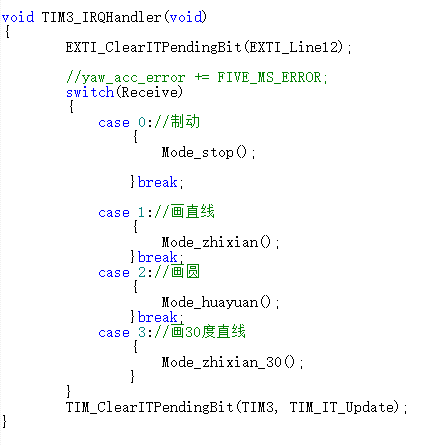 void TIM3_IRQHandler(void)
{
EXTI_ClearITPendingBit(EXTI_Line12);
//yaw_acc_error += FIVE_MS_ERROR;
switch(Receive)
{
case 0://制动
{
Mode_stop();
}break;
case 1://画直线
{
Mode_zhixian();
}break;
case 2://画圆
{
Mode_huayuan();
}break;
case 3://画30度直线
{
Mode_zhixian_30();
}
}
TIM_ClearITPendingBit(TIM3, TIM_IT_Update);
}